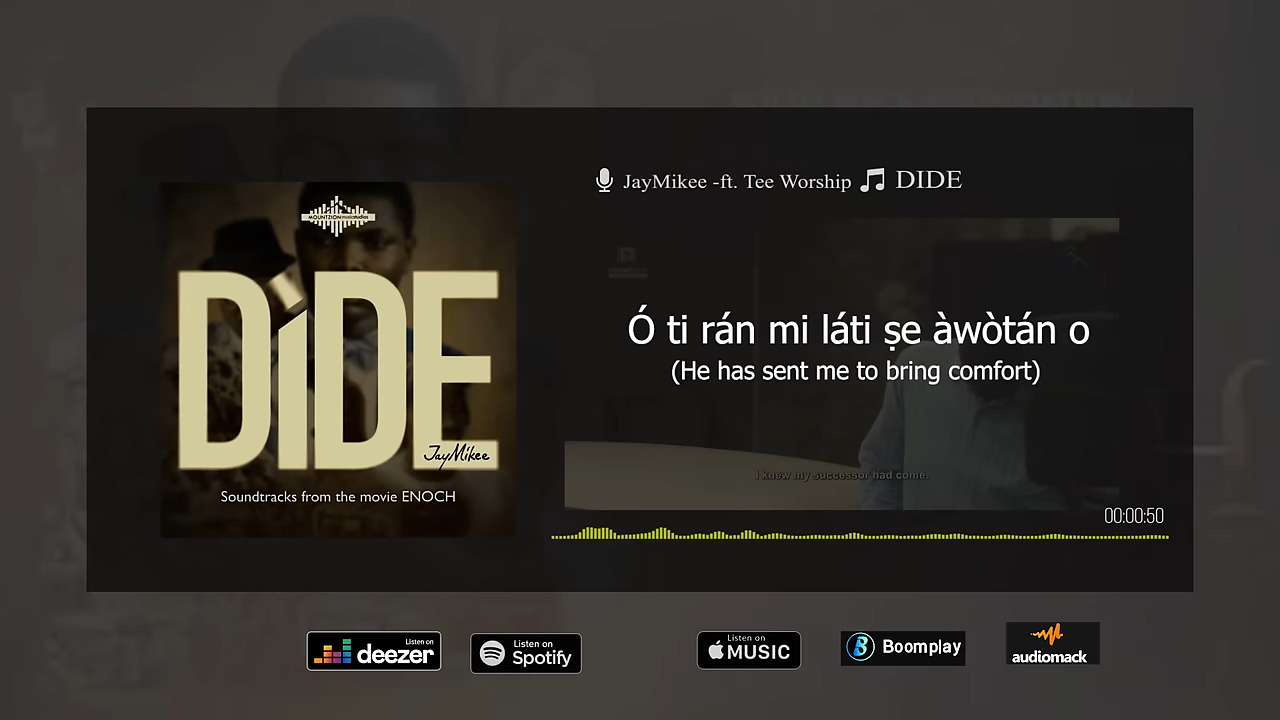 JayMikee -ft. Tee Worship DIDE
MOUNTZION musicstudios
DiDE
JayMikee
Soundtracks from the movie ENOCH
Ó ti rán mi láti ṣe àwòtán o
(He has sent me to bring comfort)
I knew my successor had come.
00:00:50
Listen on
deezer
Listen on
Spotify
Listen on
MUSIC
Boomplay
audiomack